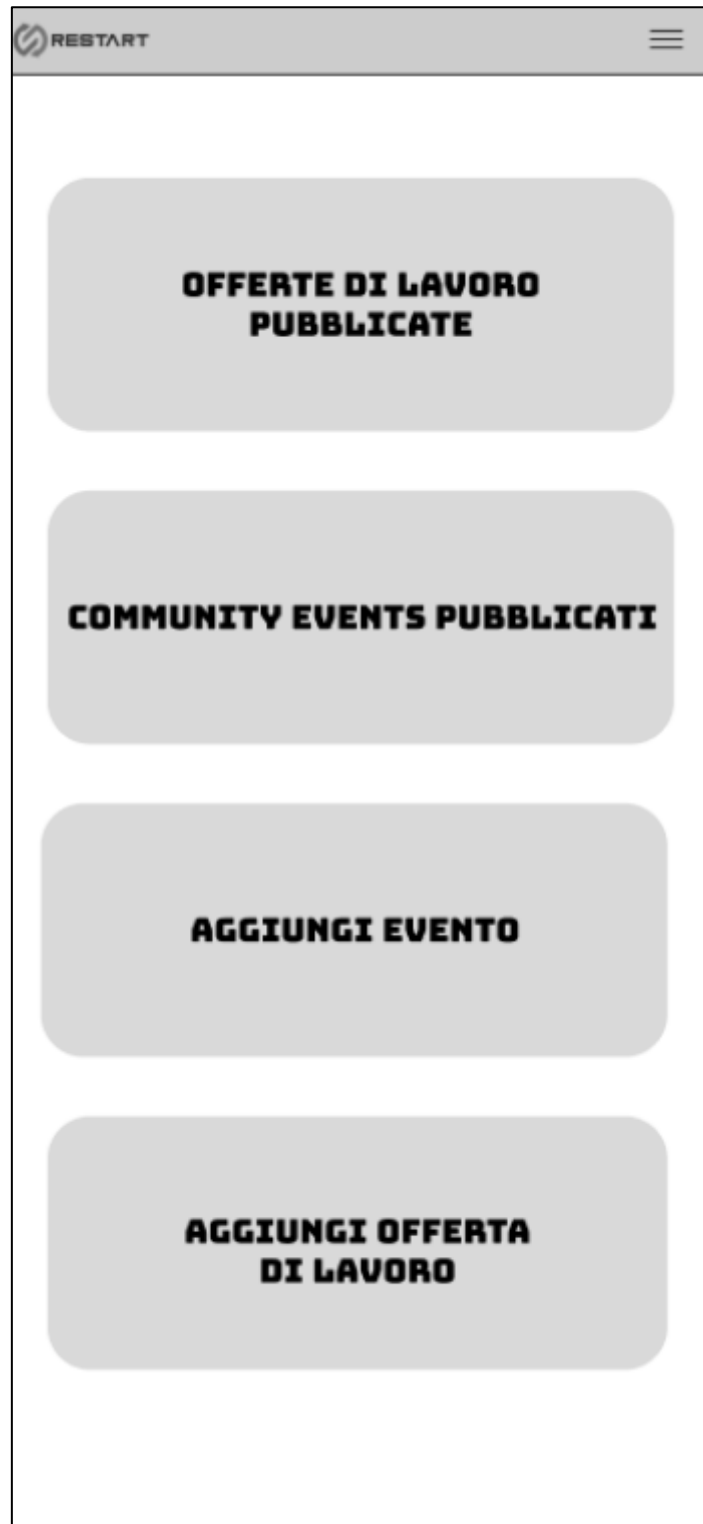 RESTART
OFFERTE DI LAVORO
PUBBLICATE
COMMUNITY EVENTS PUBBLICATI
AGGIUNGI EVENTO
AGGIUNGI OFFERTA
DI LAVORO